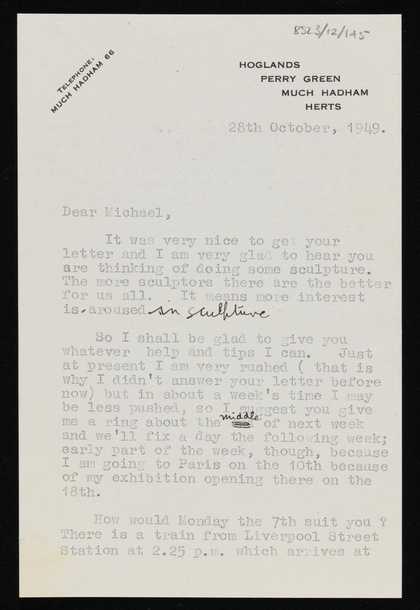 8523/12/145
TELEPHONE:
MUCH HADHAM 66
HOGLANDS
PERRY GREEN
MUCH HADHAM
HERTS
28th October, 1949.
Dear Michael,
It was very nice to get your
letter and I am very glad to hear you
are thinking of doing some sculpture.
The more sculptors there are the better
for us all. It means more interest
is aroused in sculpture
So I shall be glad to give you
whatever help and tips I can. Just
at present I am very rushed ( that is
why I didn't answer your letter before
now) but in about a week's time I may
be less pushed, so I suggest you give
me a ring about the middle of next week
and we'll fix a day the following week;
early part of the week, though, because
I am going to Paris on the 10th because
of my exhibition opening there on the
18th.
How would Monday the 7th suit you ?
There is a train from Liverpool Street
Station at 2.25 p.m. which arrives at